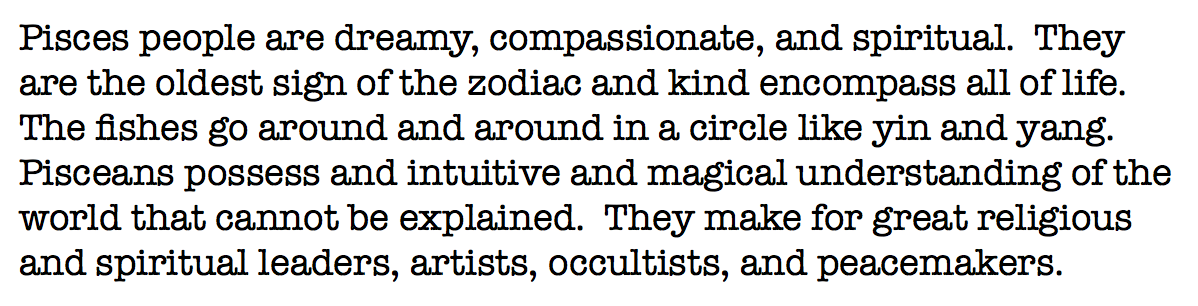 Pisces people are dreamy, compassionate, and spiritual.  They
are the oldest sign of the zodiac and kind encompass all of life.
The fishes go around and around in a circle like yin and yang.
Pisceans possess and intuitive and magical understanding of the
world that cannot be explained.  They make for great religious
and spiritual leaders, artists, occultists, and peacemakers.